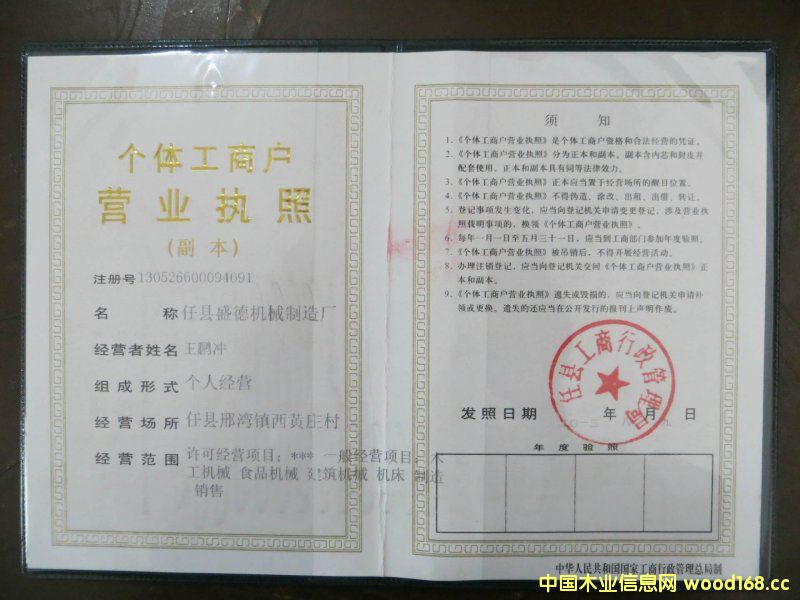 个体工商户
营业执照
(副本)
注册号 130526600094691
名称 任县盛德机械制造厂
经营者姓名 王鹏冲
组成形式 个人经营
经营场所 任县邢湾镇西黄庄村
经营范围 许可经营项目:*** 一般经营项目:木
工机械 食品机械 建筑机械 机床 制造
销售
须知
1.《个体工商户营业执照》是个体工商户资格和合法经营的凭证。
2.《个体工商户营业执照》分为正本和副本。副本含内芯和封皮并
配套使用。正本和副本具有同等法律效力。
3.《个体工商户营业执照》正本应当置于经营场所的醒目位置。
4.《个体工商户营业执照》不得伪造、涂改、出租、出借、转让。
5.登记事项发生变化,应当向登记机关申请变更登记,涉及营业执
照载明事项的,换领《个体工商户营业执照》。
6.每年一月一日至五月三十一日,应当到工商部门参加年度验照。
7.《个体工商户营业执照》被吊销后,不得开展经营活动。
8.办理注销登记,应当向登记机关交回《个体工商户营业执照》正
本和副本。
9.《个体工商户营业执照》遗失或毁损的,应当向登记机关申请补
领或更换。遗失的还应当在公开发行的报刊上声明作废。
任县工商行政管理局
发照日期 年 月 日
年度验照
中华人民共和国国家工商行政管理总局制
中国木业信息网 wood168.cc